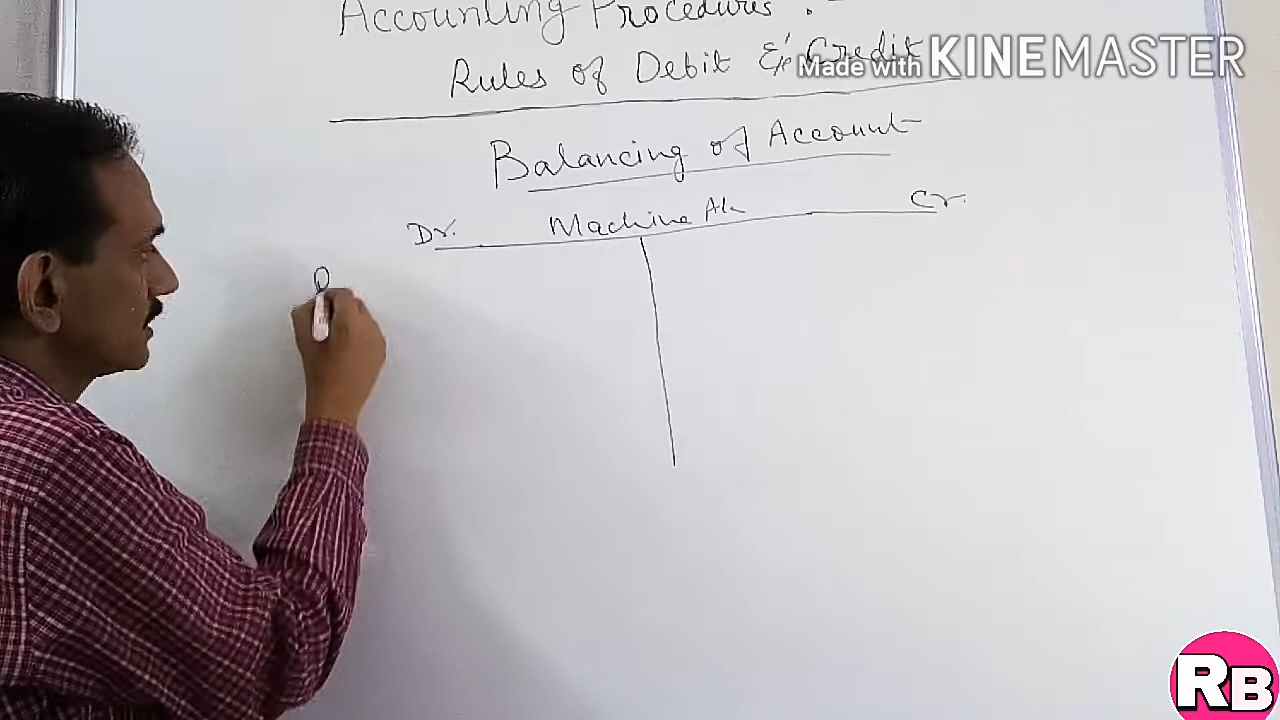 Accounting Procedures : -
Rules of Debit & Credit
Made with KINEMASTER
Balancing of Account
Dr. Machine A/c Cr.
RB